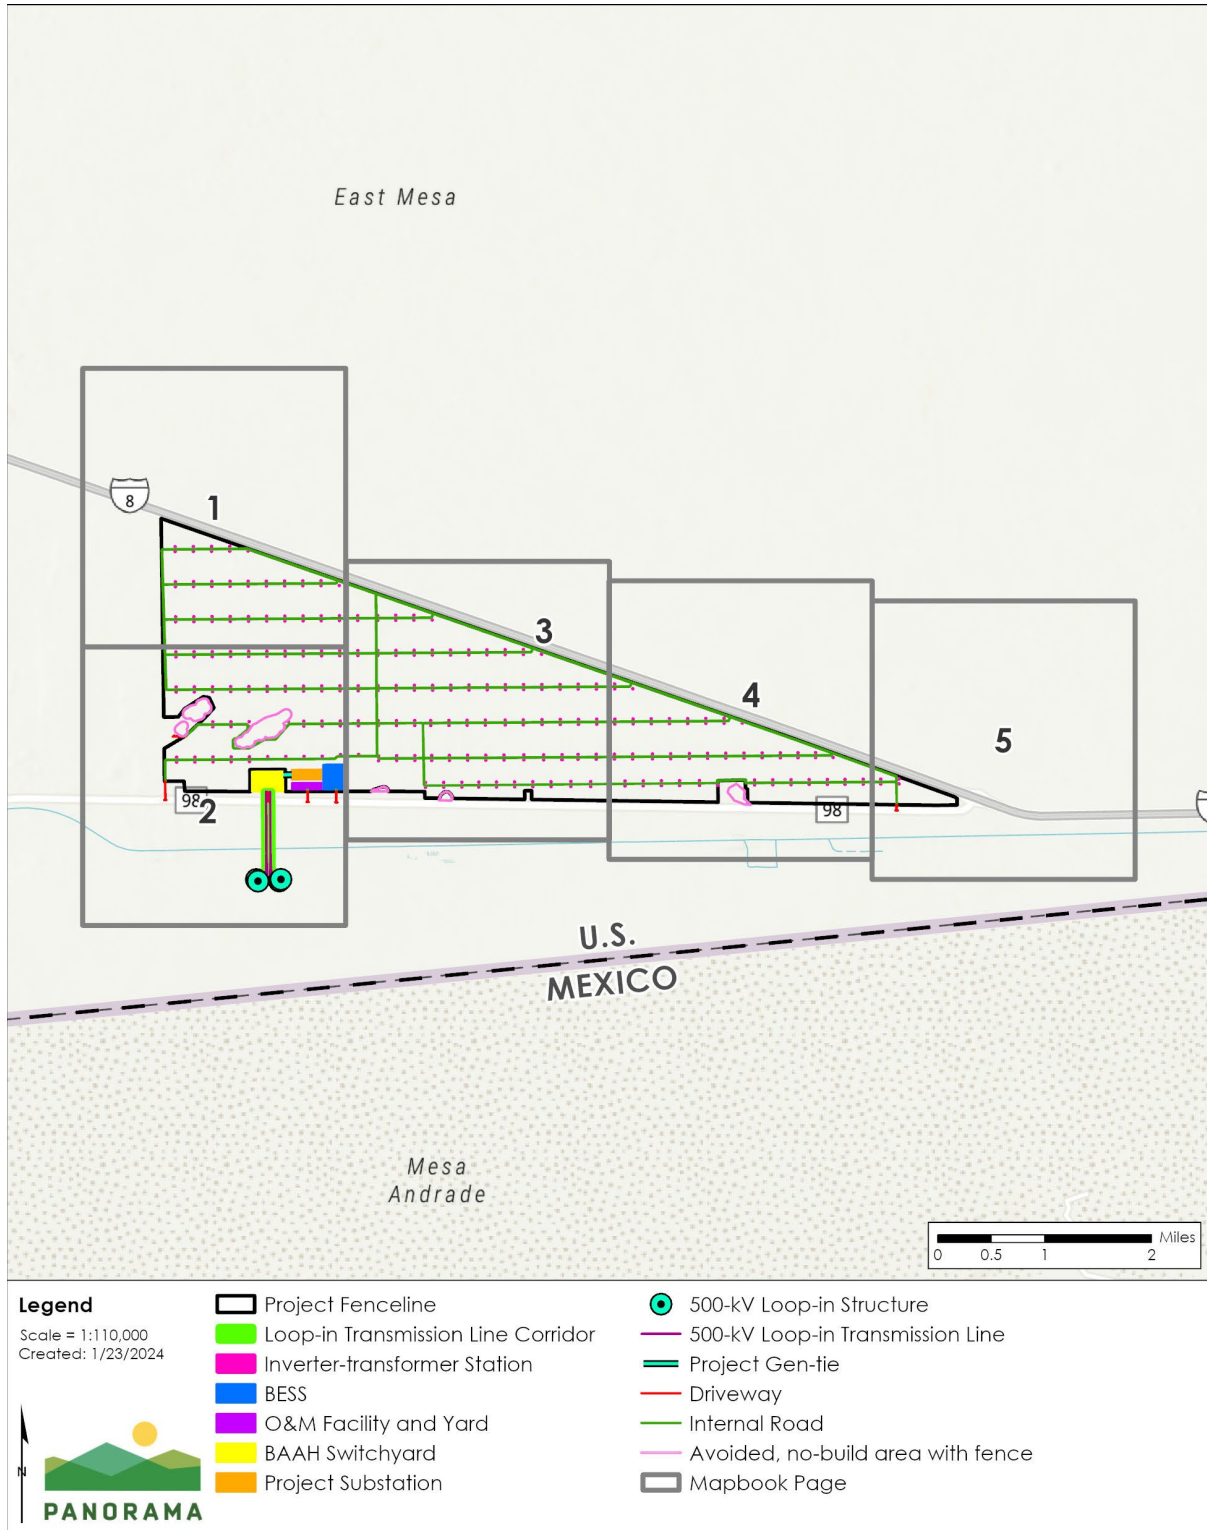 East Mesa
8
1
3
4
5
98
2
98
U.S.
MEXICO
Mesa
Andrade
Miles
0 0.5 1 2
Legend
Scale = 1:110,000
Created: 1/23/2024
N
PANORAMA
Project Fenceline
Loop-in Transmission Line Corridor
Inverter-transformer Station
BESS
O&M Facility and Yard
BAAH Switchyard
Project Substation
500-kV Loop-in Structure
500-kV Loop-in Transmission Line
Project Gen-tie
Driveway
Internal Road
Avoided, no-build area with fence
Mapbook Page